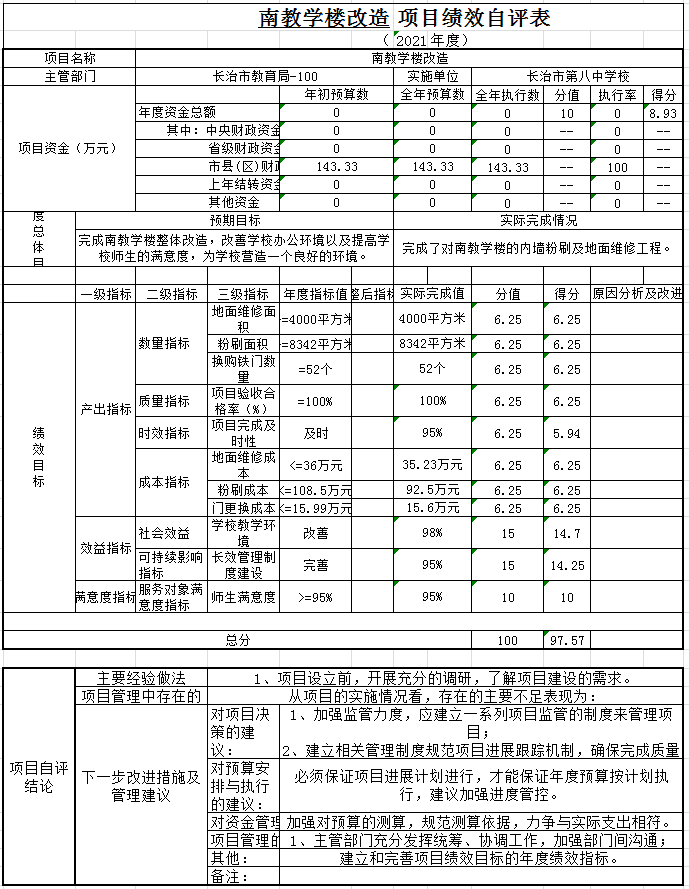 南教学楼改造 项目绩效自评表
（ 2021 年度）
项目名称 南教学楼改造
主管部门 长治市教育局-100 实施单位 长治市第八中学校
项目资金（万元） 年初预算数 全年预算数 全年执行数 分值 执行率 得分
年度资金总额 0 0 0 10 0 8.93
其中：中央财政资金 0 0 0 -- 0 --
省级财政资金 0 0 0 -- 0 --
市县(区)财政 143.33 143.33 143.33 -- 100 --
上年结转资金 0 0 0 -- 0 --
其他资金 0 0 0 -- 0 --
度
总
体
目
预期目标 实际完成情况
完成南教学楼整体改造，改善学校办公环境以及提高学
校师生的满意度，为学校营造一个良好的环境。
完成了对南教学楼的内墙粉刷及地面维修工程。
绩
效
目
标
一级指标 二级指标 三级指标 年度指标值 整后指标 实际完成值 分值 得分 原因分析及改进
产出指标
数量指标
地面维修面
积
>=4000平方米 4000平方米 6.25 6.25
粉刷面积 >=8342平方米 8342平方米 6.25 6.25
换购铁门数
量
=52个 52个 6.25 6.25
质量指标
项目验收合
格率（%）
=100% 100% 6.25 6.25
时效指标
项目完成及
时性
及时 95% 6.25 5.94
成本指标
地面维修成
本
<=36万元 35.23万元 6.25 6.25
粉刷成本 <=108.5万元 92.5万元 6.25 6.25
门更换成本 <=15.99万元 15.6万元 6.25 6.25
效益指标
社会效益
学校教学环
境
改善 98% 15 14.7
可持续影响
指标
长效管理制
度建设
完善 95% 15 14.25
满意度指标
服务对象满
意度指标
师生满意度 >=95% 95% 10 10
总分 100 97.57
项目自评
结论
主要经验做法 1、项目设立前，开展充分的调研，了解项目建设的需求。
项目管理中存在的 从项目的实施情况看，存在的主要不足表现为：
下一步改进措施及
管理建议
对项目决
策的建
议：
1、加强监管力度，应建立一系列项目监管的制度来管理项
目；
2、建立相关管理制度规范项目进展跟踪机制，确保完成质量
对预算安
排与执行
的建议：
必须保证项目进展计划进行，才能保证年度预算按计划执
行，建议加强进度管控。
对资金管理 加强对预算的测算，规范测算依据，力争与实际支出相符。
项目管理的 1、主管部门充分发挥统筹、协调工作，加强部门间沟通；
其他： 建立和完善项目绩效目标的年度绩效指标。
备注：